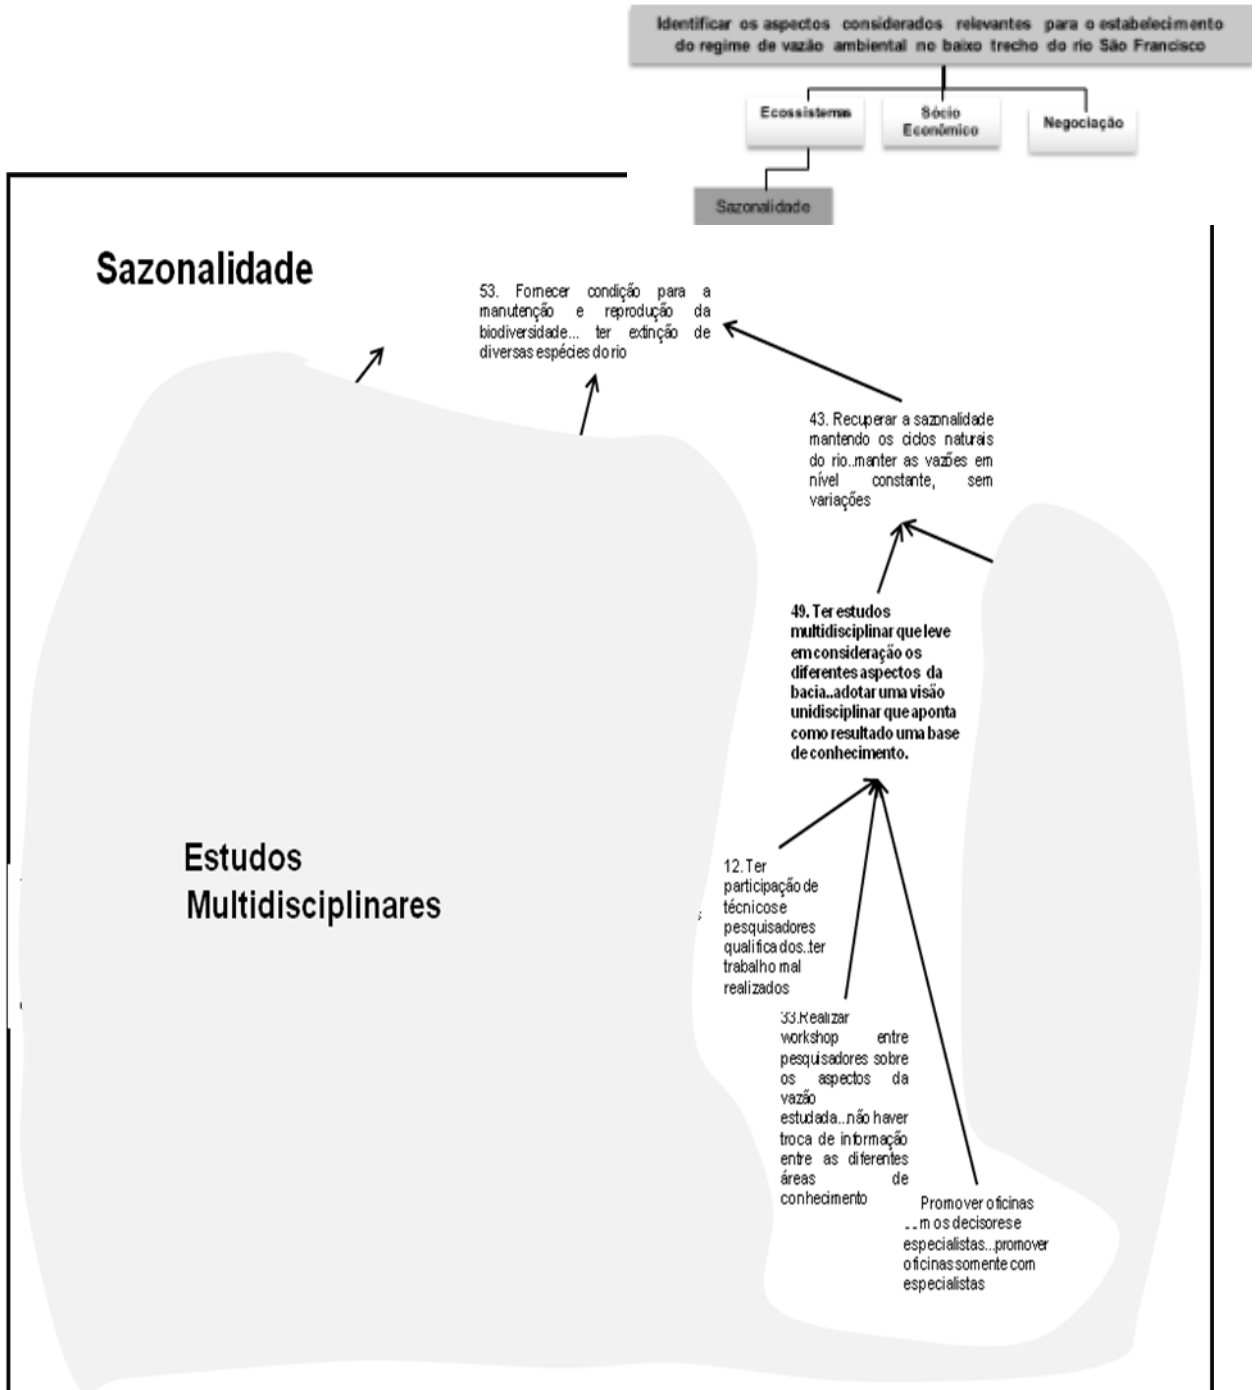 Identificar os aspectos considerados relevantes para o estabelecimento
do regime de vazão ambiental no baixo trecho do rio São Francisco
Ecossistemas
Sócio
Econômico
Negociação
Sazonalidade
Sazonalidade
53. Fornecer condição para a
manutenção e reprodução da
biodiversidade... ter extinção de
diversas espécies do rio
43. Recuperar a sazonalidade
mantendo os ciclos naturais
do rio..manter as vazões em
nível constante, sem
variações
49. Ter estudos
multidisciplinar que leve
em consideração os
diferentes aspectos da
bacia..adotar uma visão
unidisciplinar que aponta
como resultado uma base
de conhecimento.
Estudos
Multidisciplinares
12. Ter
participação de
técnicos e
pesquisadores
qualificados..ter
trabalho mal
realizados
33.Realizar
workshop entre
pesquisadores sobre
os aspectos da
vazão
estudada...não haver
troca de informação
entre as diferentes
áreas de
conhecimento
Promover oficinas
os decisores e
especialistas...promover
oficinas somente com
especialistas